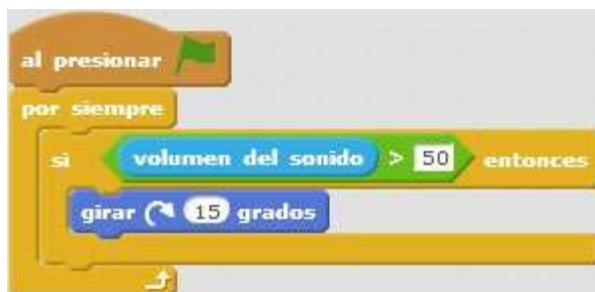 al presionar
por siempre
si volumen del sonido > 50 entonces
girar 15 grados